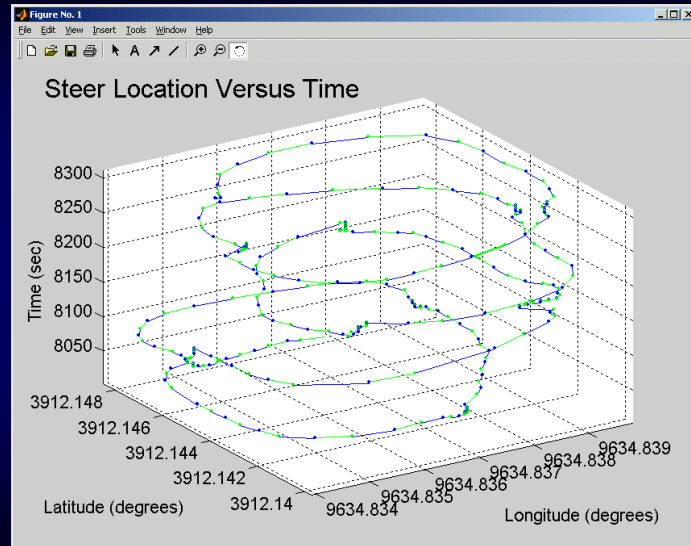 Figure No. 1
File Edit View Insert Tools Window Help
Steer Location Versus Time
8300
8250
8200
8150
8100
8050
Time (sec)
3912.148
3912.146
3912.144
3912.142
3912.14
Latitude (degrees)
9634.834
9634.835
9634.836
9634.837
9634.838
9634.839
Longitude (degrees)